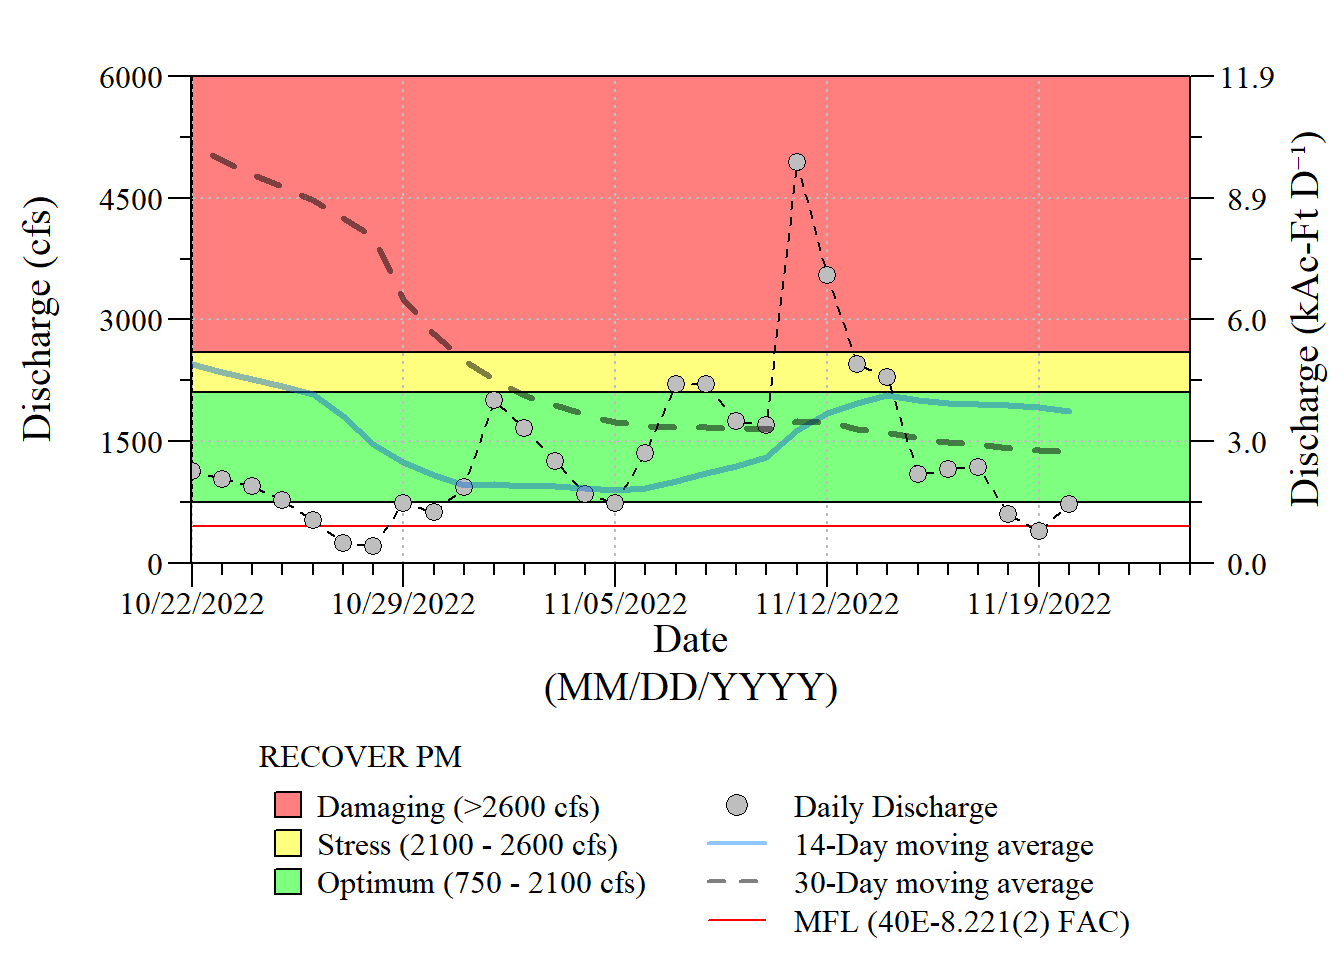 6000
4500
3000
1500
0
Discharge (cfs)
11.9
8.9
6.0
3.0
0.0
Discharge (kAc-Ft D⁻¹)
10/22/2022
10/29/2022
11/05/2022
11/12/2022
11/19/2022
Date
(MM/DD/YYYY)
RECOVER PM
Damaging (>2600 cfs)
Stress (2100 - 2600 cfs)
Optimum (750 - 2100 cfs)
Daily Discharge
14-Day moving average
30-Day moving average
MFL (40E-8.221(2) FAC)